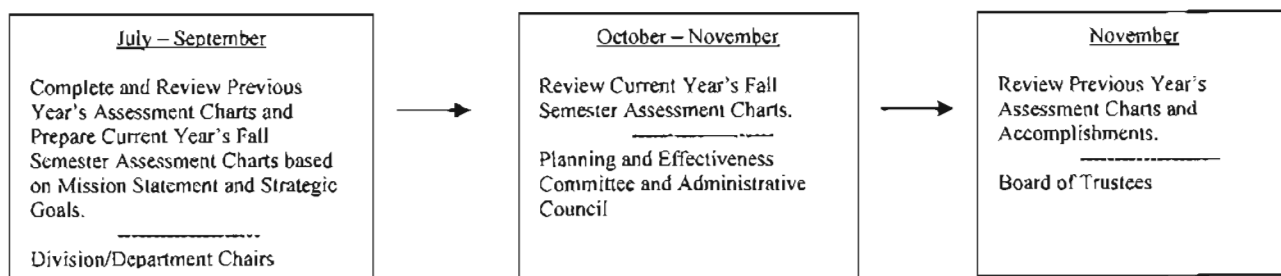 July – September
Complete and Review Previous
Year's Assessment Charts and
Prepare Current Year's Fall
Semester Assessment Charts based
on Mission Statement and Strategic
Goals.
Division/Department Chairs
October – November
Review Current Year's Fall
Semester Assessment Charts.
Planning and Effectiveness
Committee and Administrative
Council
November
Review Previous Year's
Assessment Charts and
Accomplishments.
Board of Trustees